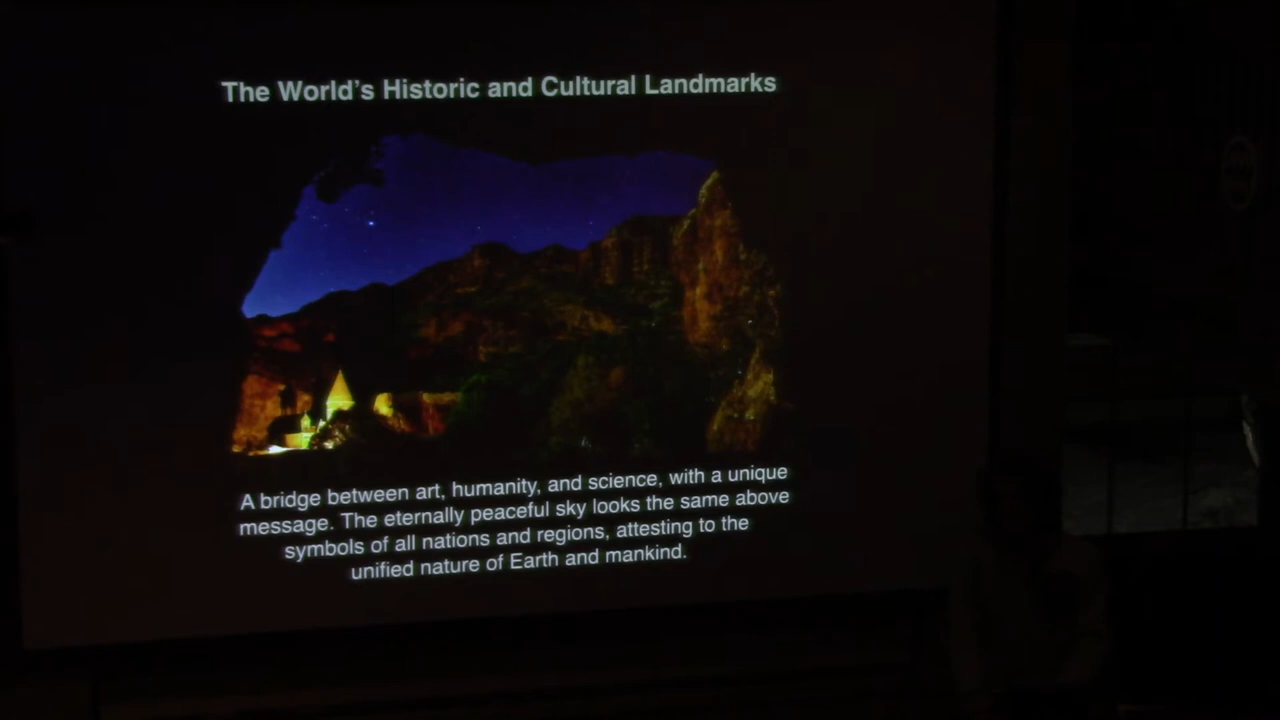 The World's Historic and Cultural Landmarks
A bridge between art, humanity, and science, with a unique
message. The eternally peaceful sky looks the same above
symbols of all nations and regions, attesting to the
unified nature of Earth and mankind.